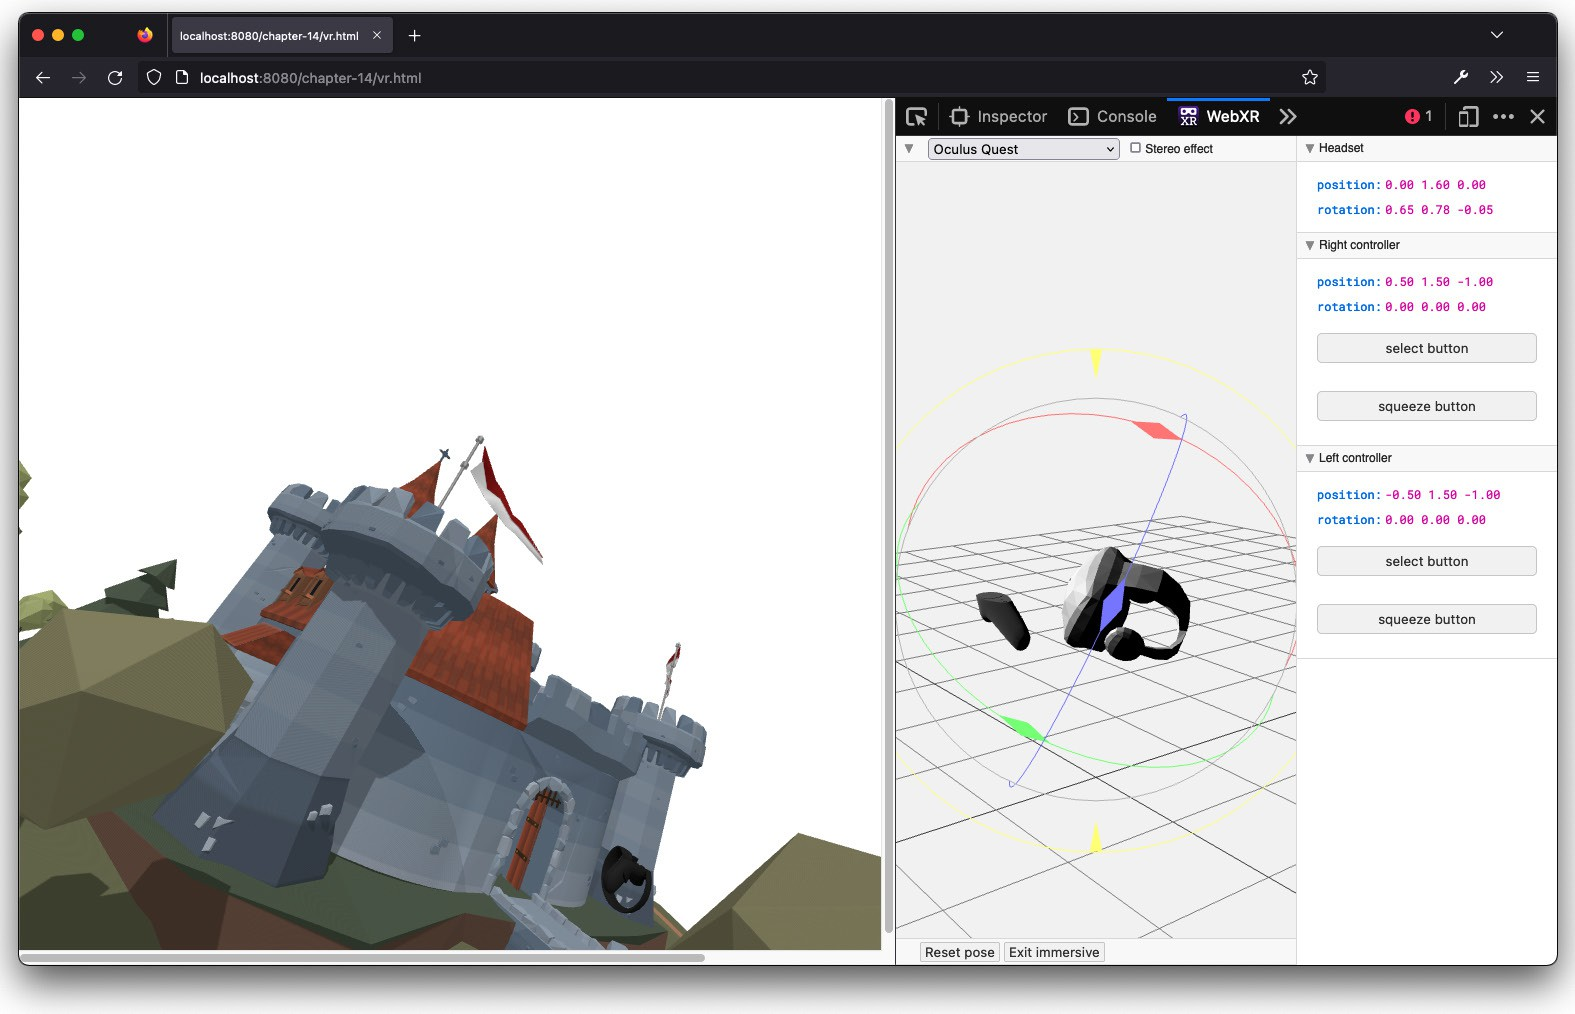 localhost:8080/chapter-14/vr.html
localhost:8080/chapter-14/vr.html
Inspector Console XR WebXR 1
Oculus Quest Stereo effect
Headset
position: 0.00 1.60 0.00
rotation: 0.65 0.78 -0.05
Right controller
position: 0.50 1.50 -1.00
rotation: 0.00 0.00 0.00
select button
squeeze button
Left controller
position: -0.50 1.50 -1.00
rotation: 0.00 0.00 0.00
select button
squeeze button
Reset pose Exit immersive